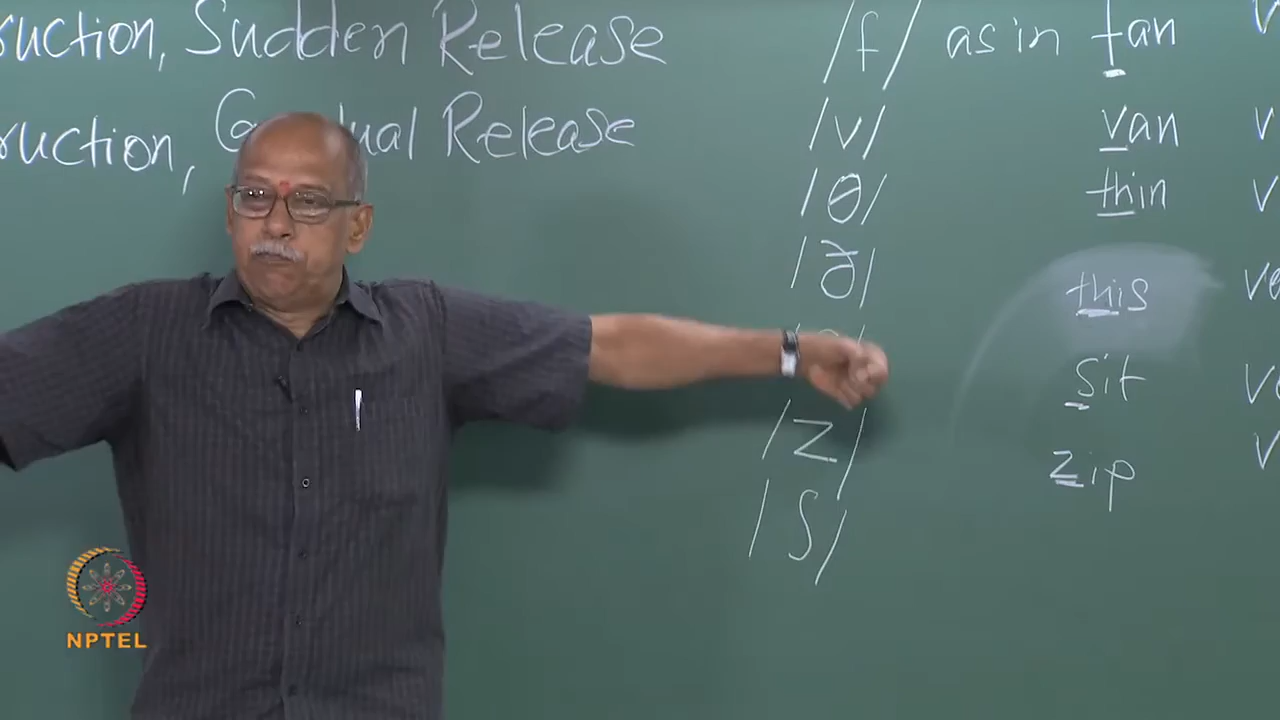 ruction, Sudden Release
ruction, Gradual Release
/f/ as in fan
/v/ van
/θ/ thin
/ð/ this
sit
/z/ zip
/ʃ/
NPTEL